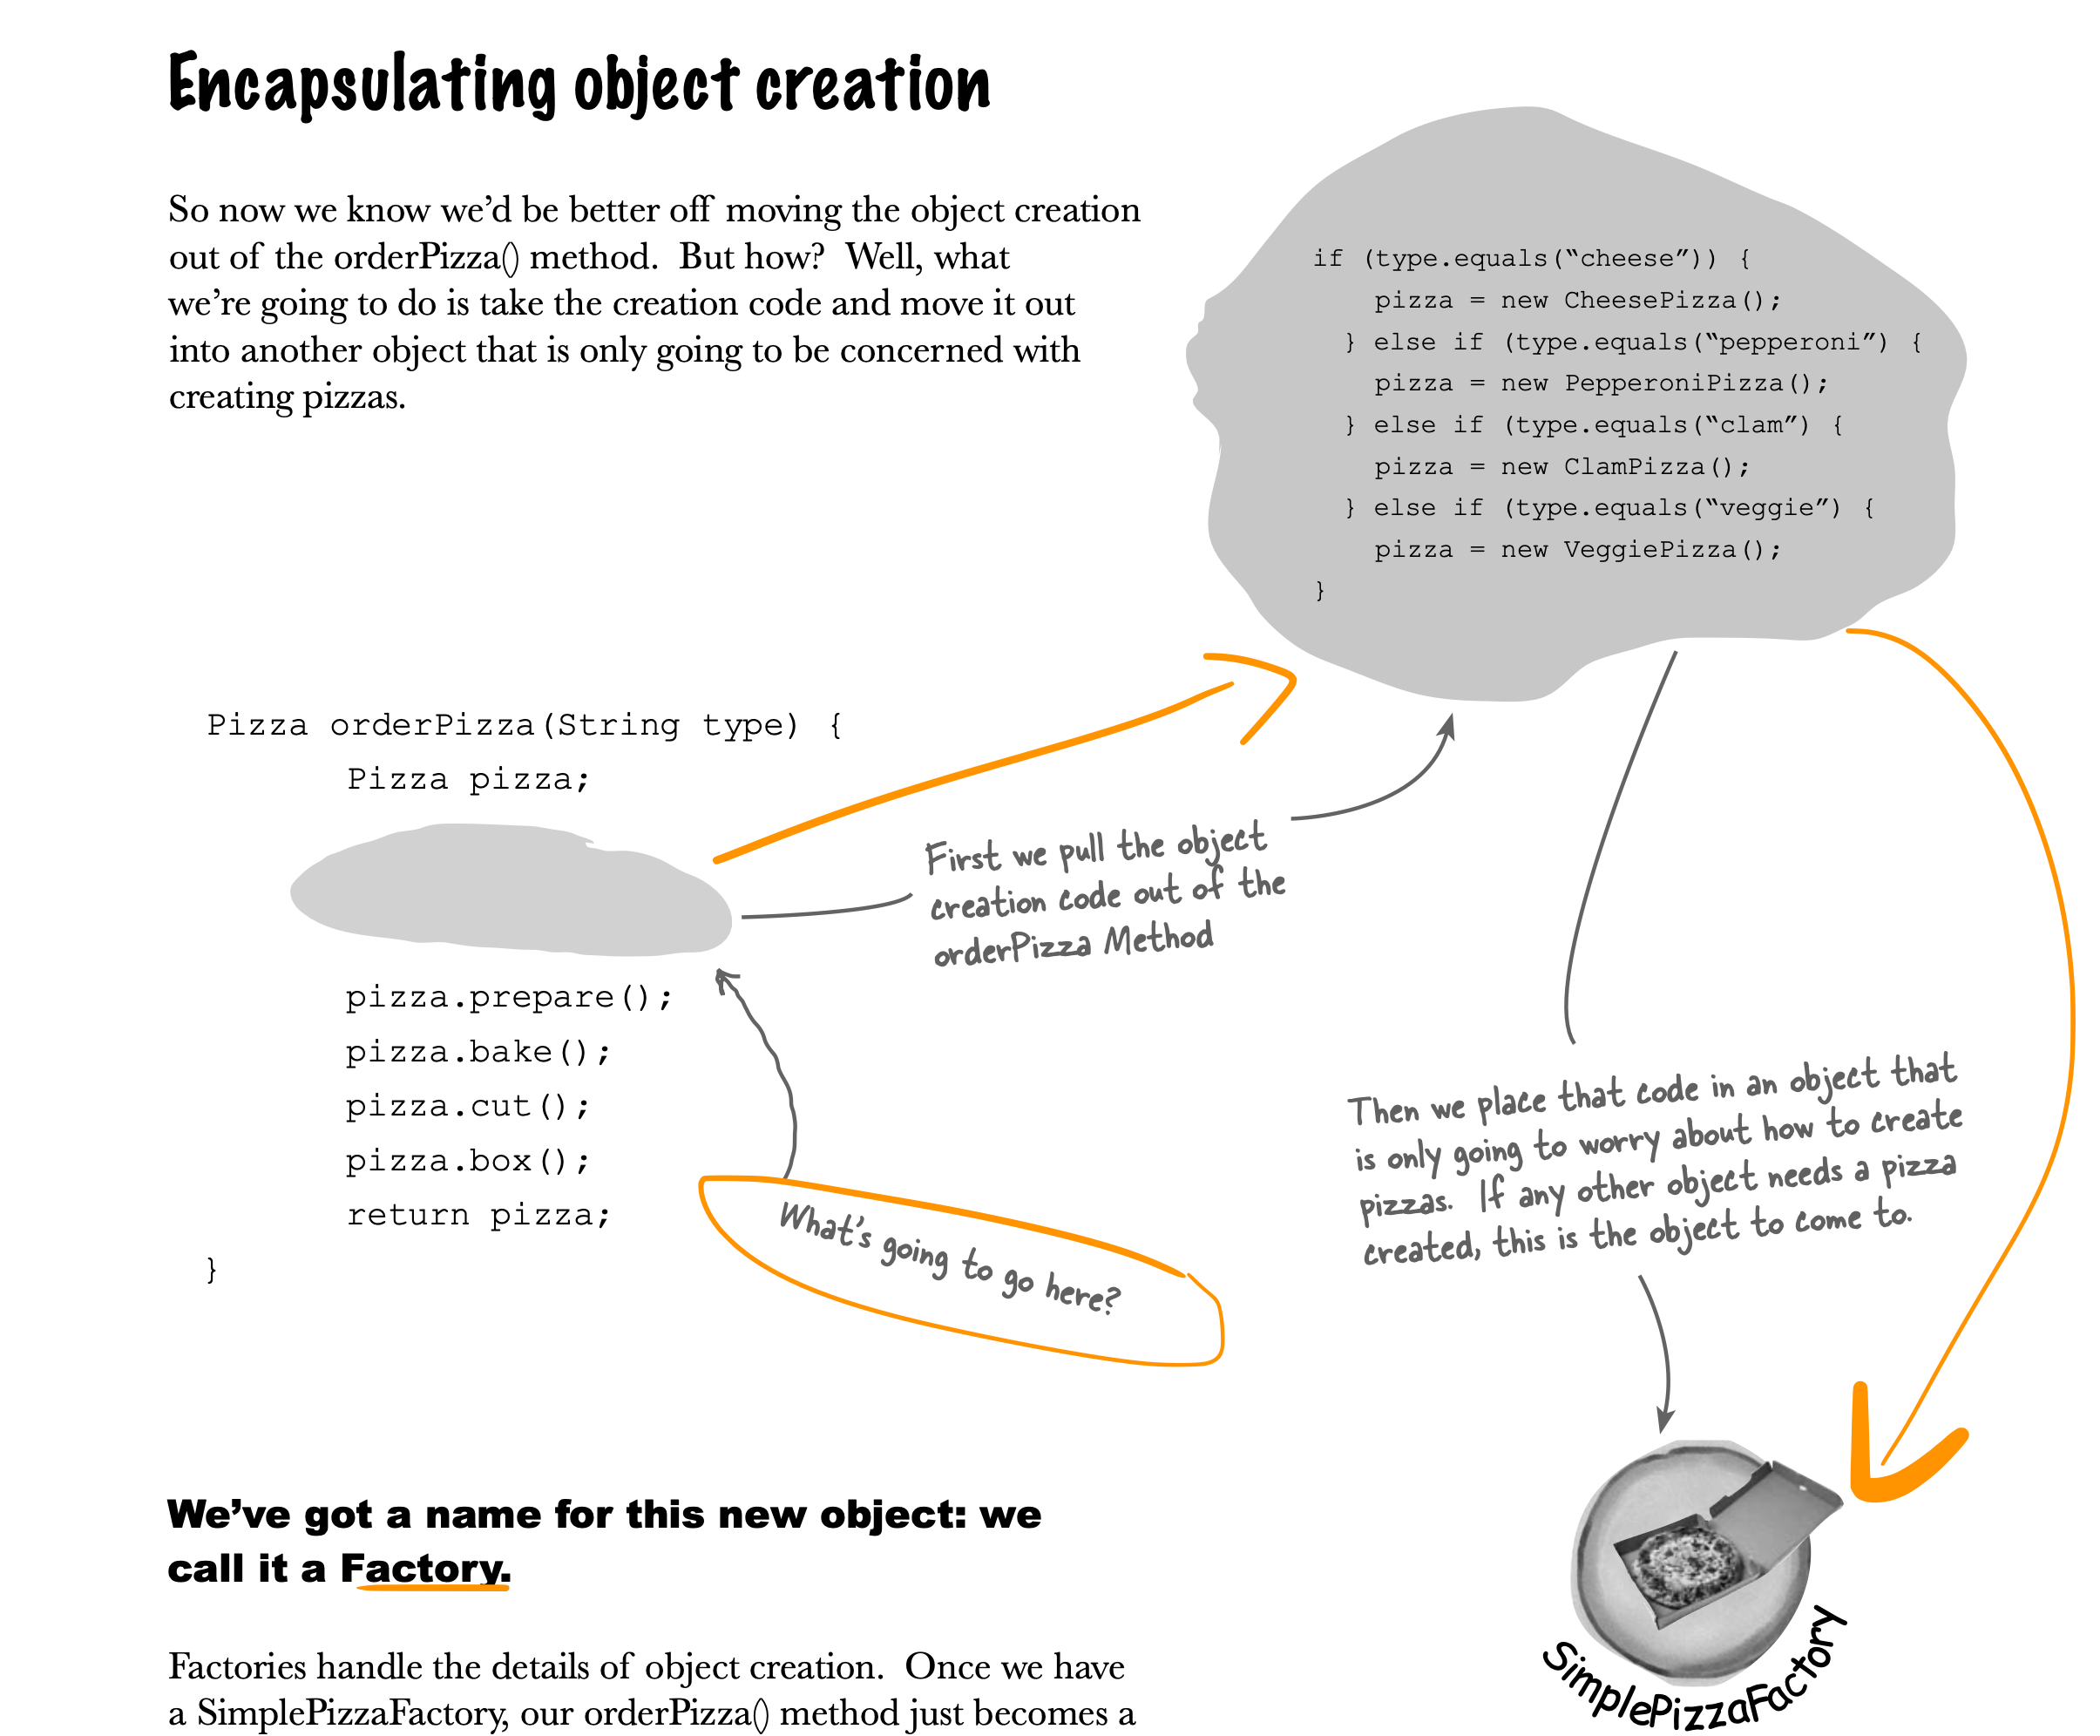 Encapsulating object creation
So now we know we’d be better off moving the object creation
out of the orderPizza() method.  But how?  Well, what
we’re going to do is take the creation code and move it out
into another object that is only going to be concerned with
creating pizzas.
if (type.equals(“cheese”)) {
    pizza = new CheesePizza();
  } else if (type.equals(“pepperoni”) {
    pizza = new PepperoniPizza();
  } else if (type.equals(“clam”) {
    pizza = new ClamPizza();
  } else if (type.equals(“veggie”) {
    pizza = new VeggiePizza();
}
Pizza orderPizza(String type) {
Pizza pizza;
pizza.prepare();
pizza.bake();
pizza.cut();
pizza.box();
return pizza;
}
First we pull the object
creation code out of the
orderPizza Method
What’s going to go here?
Then we place that code in an object that
is only going to worry about how to create
pizzas.  If any other object needs a pizza
created, this is the object to come to.
We’ve got a name for this new object: we
call it a Factory.
Factories handle the details of object creation.  Once we have
a SimplePizzaFactory, our orderPizza() method just becomes a
SimplePizzaFactory